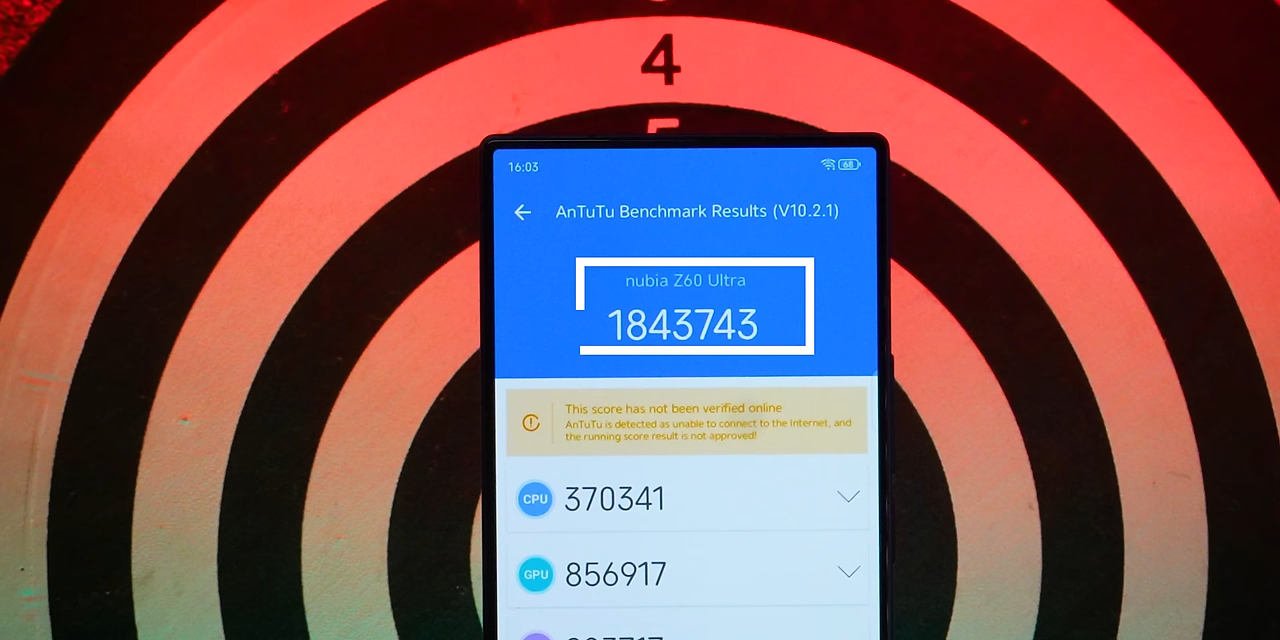 4
5
16:03
68
AnTuTu Benchmark Results (V10.2.1)
nubia Z60 Ultra
1843743
This score has not been verified online
AnTuTu is detected as unable to connect to the Internet, and
the running score result is not approved!
CPU 370341
GPU 856917